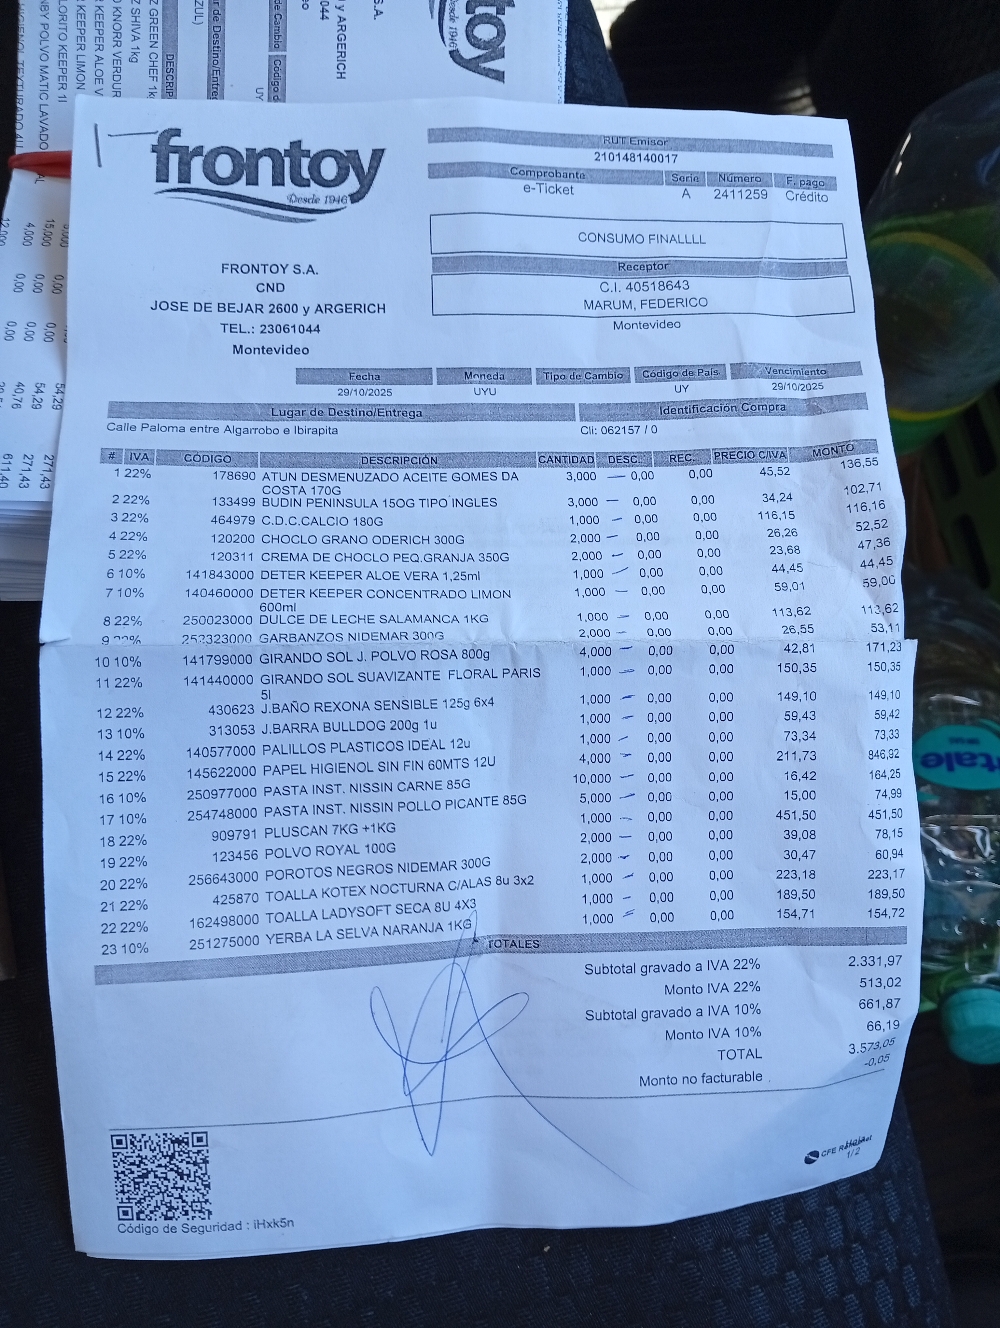 frontoy
Desde 1946
FRONTOY S.A.
CND
JOSE DE BEJAR 2600 y ARGERICH
TEL.: 23061044
Montevideo
RUT Emisor
210148140017
Comprobante Serie Número F. pago
e-Ticket A 2411259 Crédito
CONSUMO FINALLLL
Receptor
C.I. 40518643
MARUM, FEDERICO
Montevideo
Fecha Moneda Tipo de Cambio Código de País Vencimiento
29/10/2025 UYU UY 29/10/2025
Lugar de Destino/Entrega Identificación Compra
Calle Paloma entre Algarrobo e Ibirapita Cli: 062157 / 0
# IVA CÓDIGO DESCRIPCIÓN CANTIDAD DESC. REC. PRECIO C/IVA MONTO
1 22% 178690 ATUN DESMENUZADO ACEITE GOMES DA 3,000 0,00 0,00 45,52 136,55
COSTA 170G
2 22% 133499 BUDIN PENINSULA 150G TIPO INGLES 3,000 0,00 0,00 34,24 102,71
3 22% 464979 C.D.C.CALCIO 180G 1,000 0,00 0,00 116,15 116,16
4 22% 120200 CHOCLO GRANO ODERICH 300G 2,000 0,00 0,00 26,26 52,52
5 22% 120311 CREMA DE CHOCLO PEQ.GRANJA 350G 2,000 0,00 0,00 23,68 47,36
6 10% 141843000 DETER KEEPER ALOE VERA 1,25ml 1,000 0,00 0,00 44,45 44,45
7 10% 140460000 DETER KEEPER CONCENTRADO LIMON 1,000 0,00 0,00 59,01 59,00
600ml
8 22% 250023000 DULCE DE LECHE SALAMANCA 1KG 1,000 0,00 0,00 113,62 113,62
9 252323000 GARBANZOS NIDEMAR 300G 2,000 0,00 0,00 26,55 53,11
10 10% 141799000 GIRANDO SOL J. POLVO ROSA 800g 4,000 0,00 0,00 42,81 171,23
11 22% 141440000 GIRANDO SOL SUAVIZANTE FLORAL PARIS 1,000 0,00 0,00 150,35 150,35
5l
12 22% 430623 J.BAÑO REXONA SENSIBLE 125g 6x4 1,000 0,00 0,00 149,10 149,10
13 10% 313053 J.BARRA BULLDOG 200g 1u 1,000 0,00 0,00 59,43 59,42
14 22% 140577000 PALILLOS PLASTICOS IDEAL 12u 1,000 0,00 0,00 73,34 73,33
15 22% 145622000 PAPEL HIGIENOL SIN FIN 60MTS 12U 4,000 0,00 0,00 211,73 846,92
16 10% 250977000 PASTA INST. NISSIN CARNE 85G 10,000 0,00 0,00 16,42 164,25
17 10% 254748000 PASTA INST. NISSIN POLLO PICANTE 85G 5,000 0,00 0,00 15,00 74,99
18 22% 909791 PLUSCAN 7KG +1KG 1,000 0,00 0,00 451,50 451,50
19 22% 123456 POLVO ROYAL 100G 2,000 0,00 0,00 39,08 78,15
20 22% 256643000 POROTOS NEGROS NIDEMAR 300G 2,000 0,00 0,00 30,47 60,94
21 22% 425870 TOALLA KOTEX NOCTURNA C/ALAS 8u 3x2 1,000 0,00 0,00 223,18 223,17
22 22% 162498000 TOALLA LADYSOFT SECA 8U 4X3 1,000 0,00 0,00 189,50 189,50
23 10% 251275000 YERBA LA SELVA NARANJA 1KG 1,000 0,00 0,00 154,71 154,72
TOTALES
Subtotal gravado a IVA 22% 2.331,97
Monto IVA 22% 513,02
Subtotal gravado a IVA 10% 661,87
Monto IVA 10% 66,19
TOTAL 3.573,05
Monto no facturable -0,05
Código de Seguridad : iHxk5n
CFE
1/2